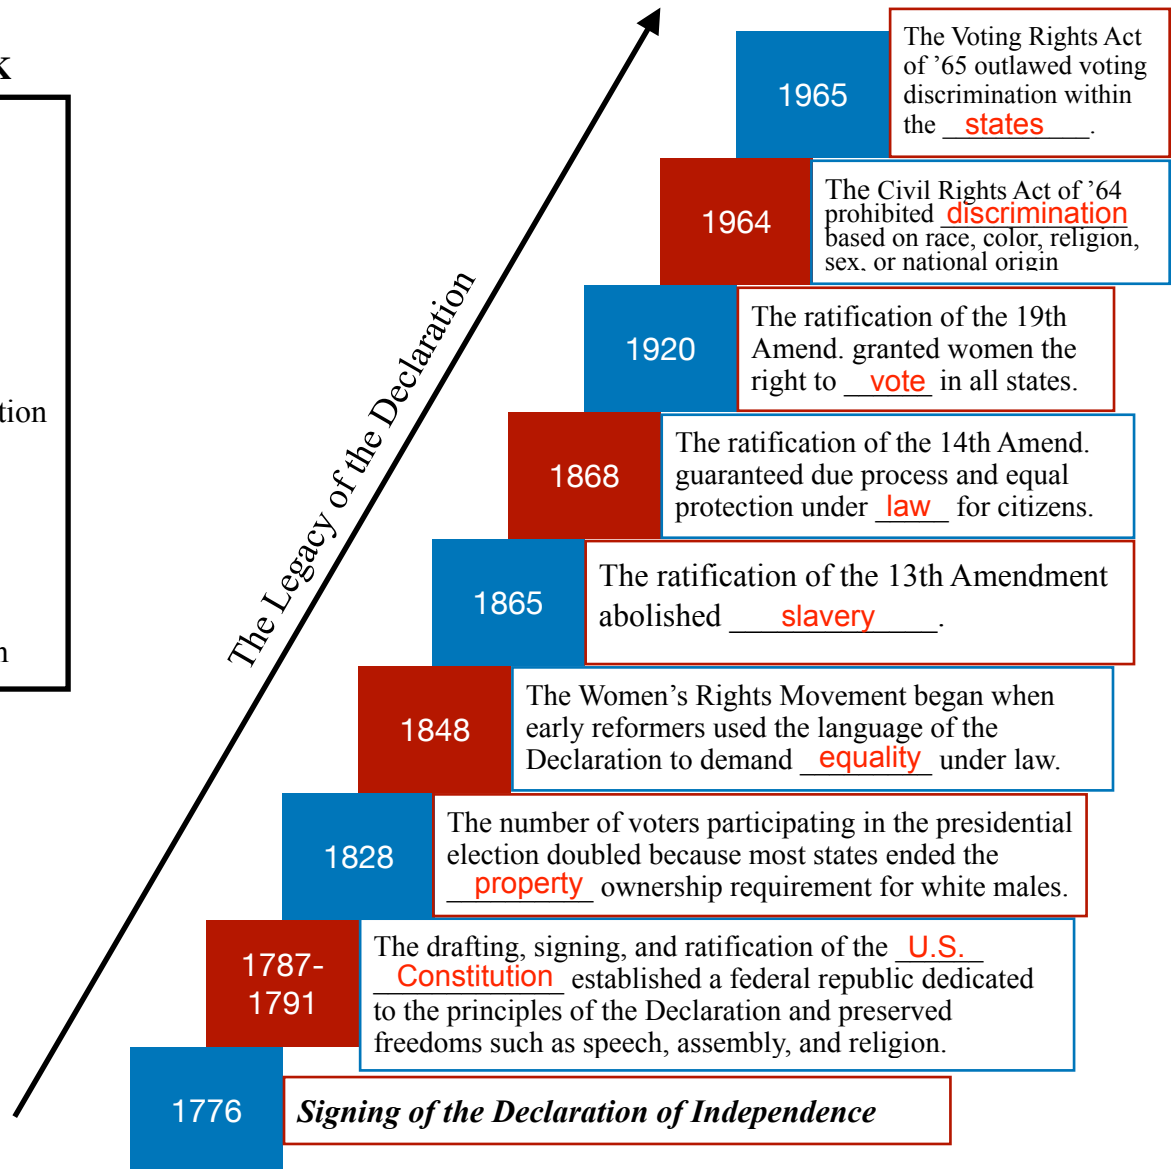 K
tion
n
The Legacy of the Declaration
1965
The Voting Rights Act
of ’65 outlawed voting
discrimination within
the __________ states.
1964
The Civil Rights Act of ’64
prohibited discrimination
based on race, color, religion,
sex, or national origin
1920
The ratification of the 19th
Amend. granted women the
right to vote in all states.
1868
The ratification of the 14th Amend.
guaranteed due process and equal
protection under law for citizens.
1865
The ratification of the 13th Amendment
abolished slavery.
1848
The Women’s Rights Movement began when
early reformers used the language of the
Declaration to demand equality under law.
1828
The number of voters participating in the presidential
election doubled because most states ended the
property ownership requirement for white males.
1787-
1791
The drafting, signing, and ratification of the U.S.
Constitution established a federal republic dedicated
to the principles of the Declaration and preserved
freedoms such as speech, assembly, and religion.
1776
Signing of the Declaration of Independence